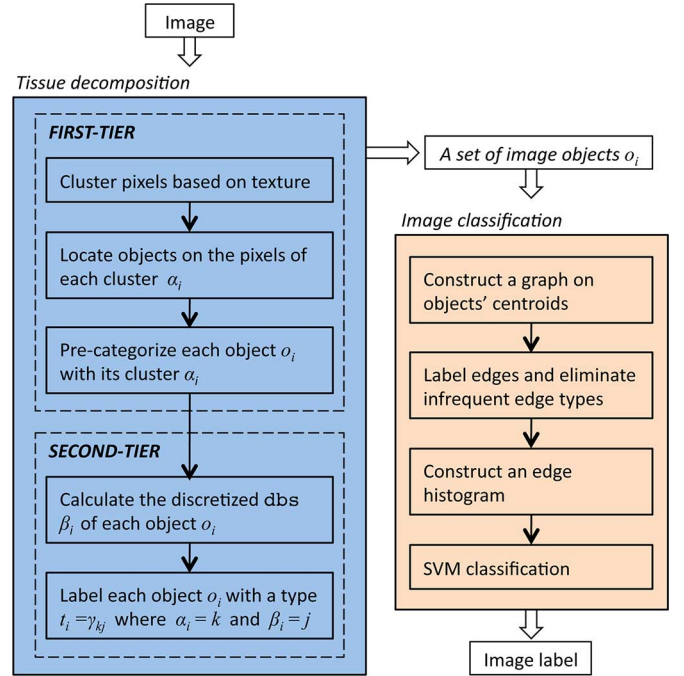 Image
Tissue decomposition
FIRST-TIER
Cluster pixels based on texture
Locate objects on the pixels of
each cluster αᵢ
Pre-categorize each object oᵢ
with its cluster αᵢ
SECOND-TIER
Calculate the discretized dbs
βᵢ of each object oᵢ
Label each object oᵢ with a type
tᵢ =γₖⱼ where αᵢ = k and βᵢ = j
A set of image objects oᵢ
Image classification
Construct a graph on
objects’ centroids
Label edges and eliminate
infrequent edge types
Construct an edge
histogram
SVM classification
Image label